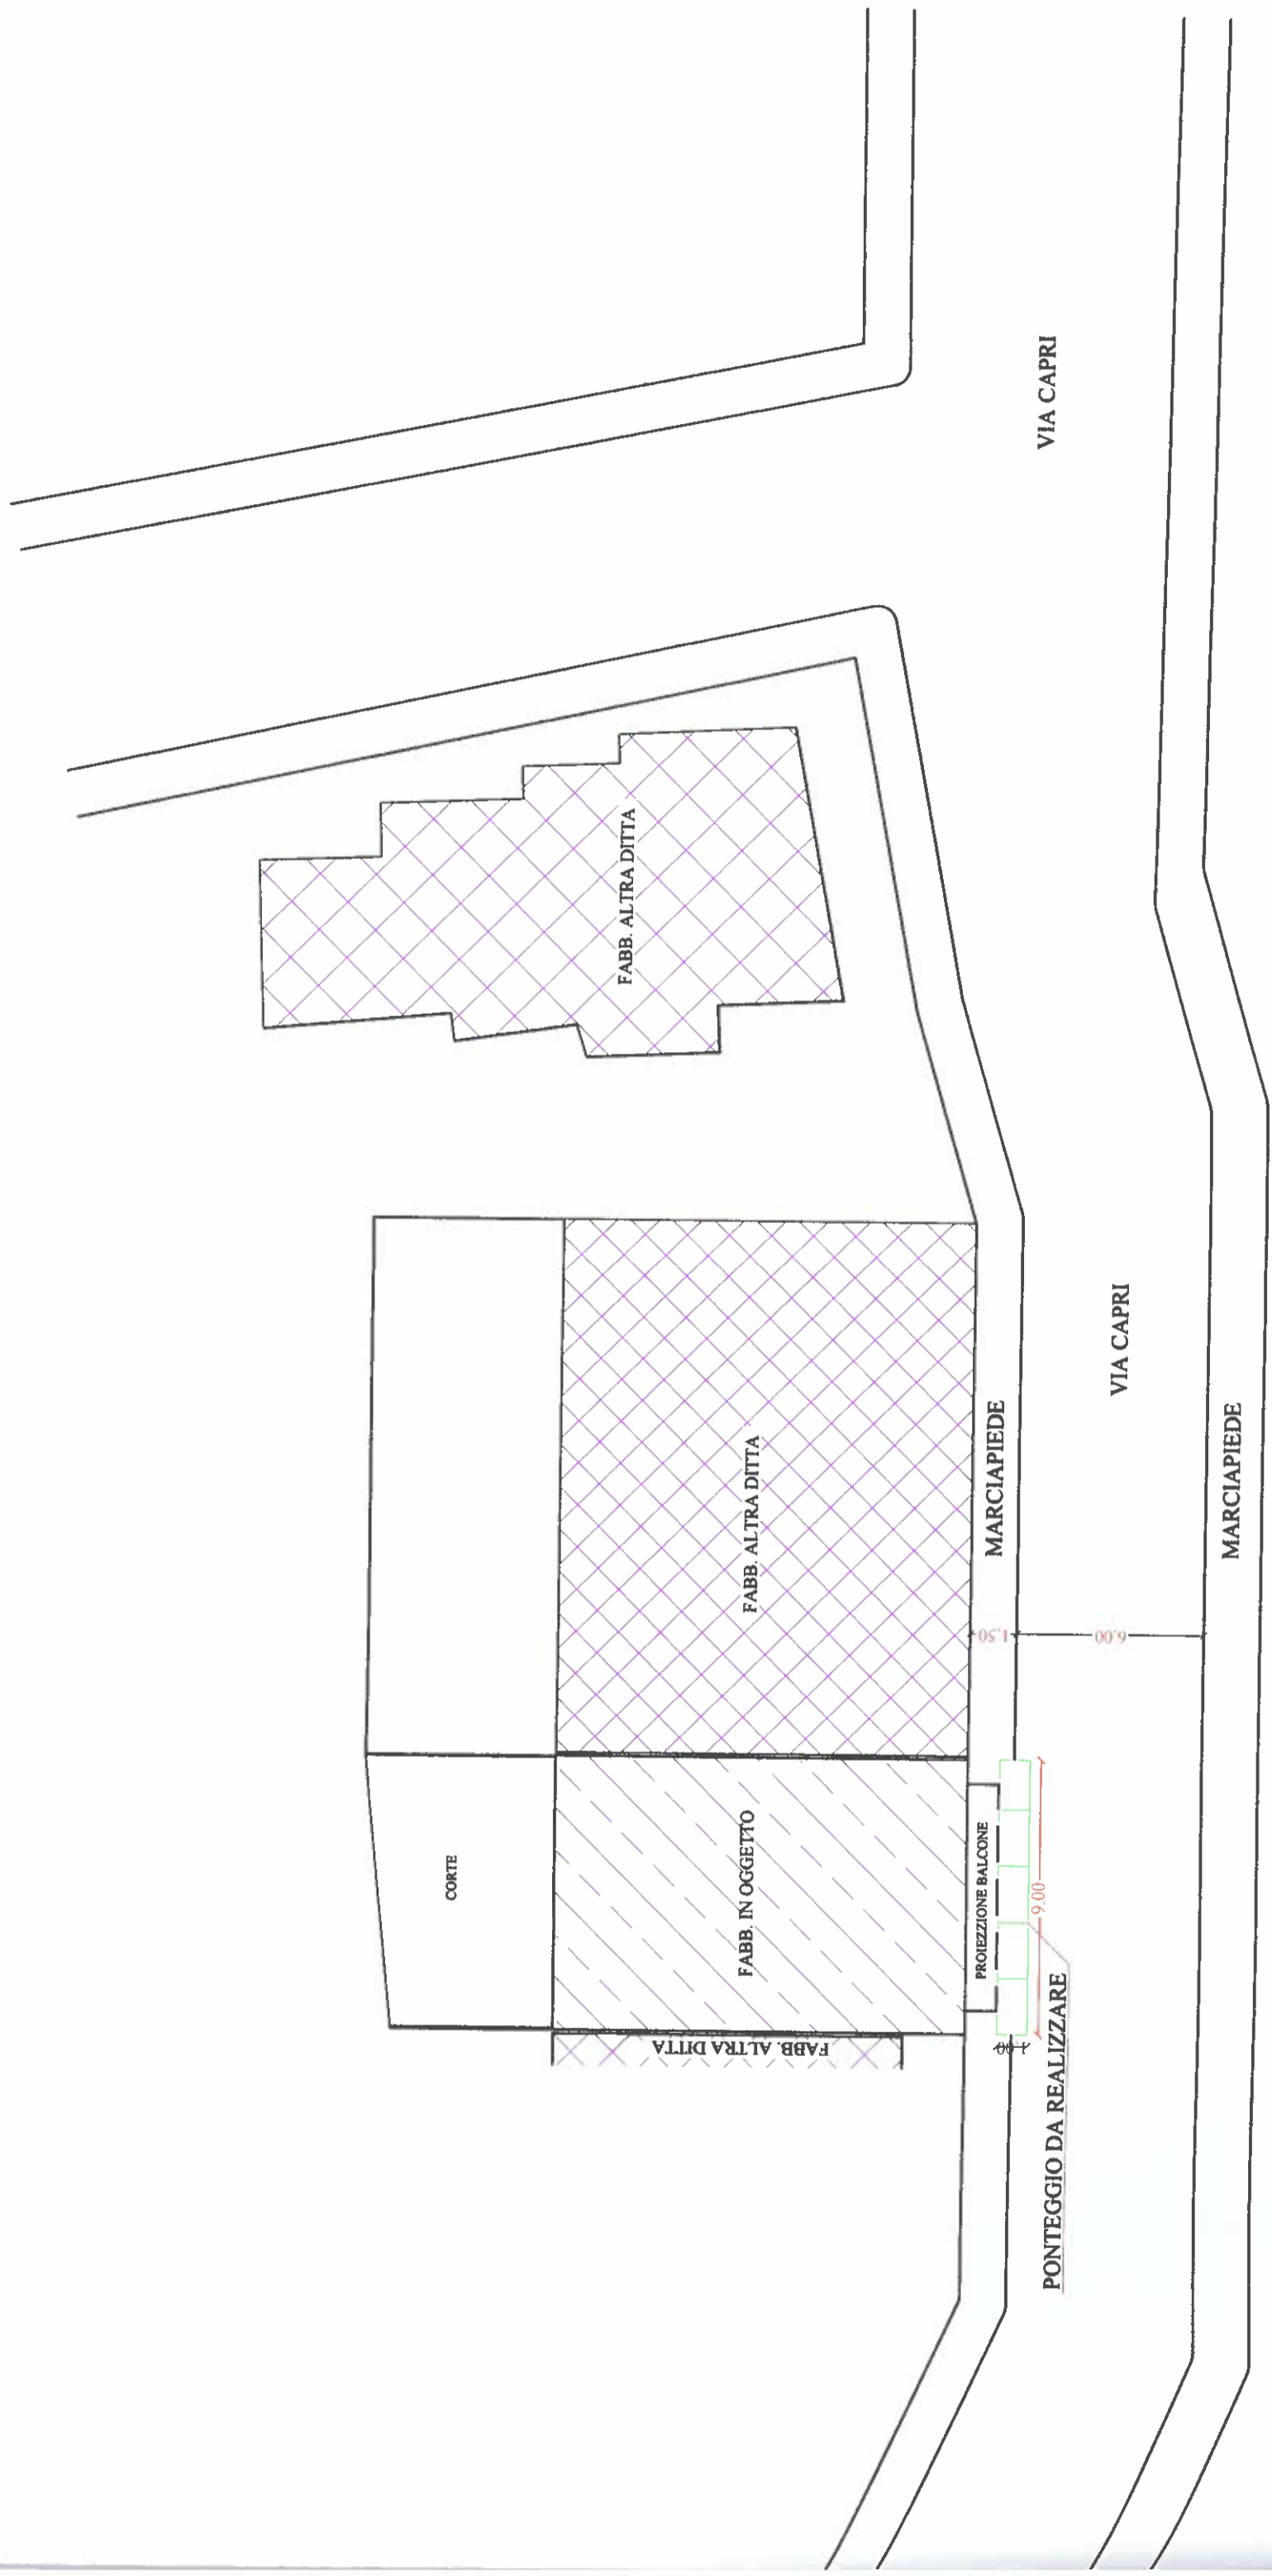 VIA CAPRI
FABB. ALTRA DITTA
VIA CAPRI
MARCIAPIEDE
MARCIAPIEDE
FABB. ALTRA DITTA
1.50
6.00
CORTE
FABB. IN OGGETTO
PROIEZZIONE BALCONE
9.00
FABB. ALTRA DITTA
1.00
PONTEGGIO DA REALIZZARE